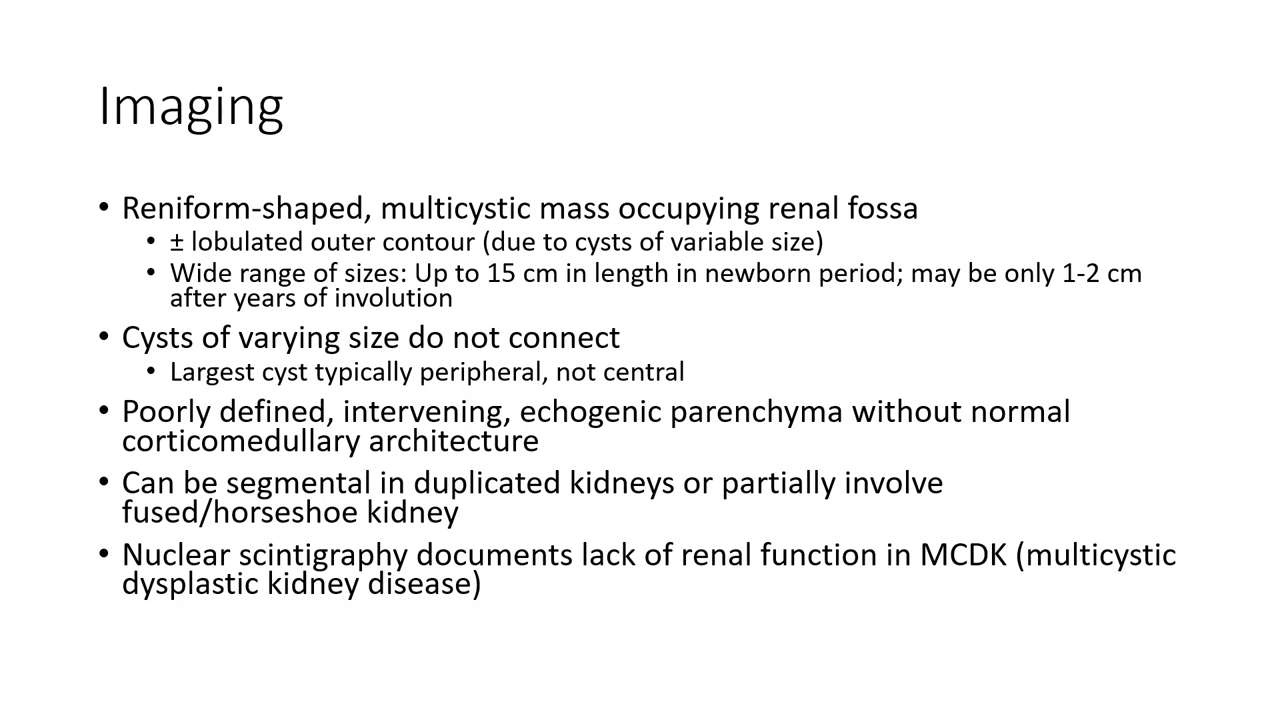 Imaging
• Reniform-shaped, multicystic mass occupying renal fossa
• ± lobulated outer contour (due to cysts of variable size)
• Wide range of sizes: Up to 15 cm in length in newborn period; may be only 1-2 cm
after years of involution
• Cysts of varying size do not connect
• Largest cyst typically peripheral, not central
• Poorly defined, intervening, echogenic parenchyma without normal
corticomedullary architecture
• Can be segmental in duplicated kidneys or partially involve
fused/horseshoe kidney
• Nuclear scintigraphy documents lack of renal function in MCDK (multicystic
dysplastic kidney disease)